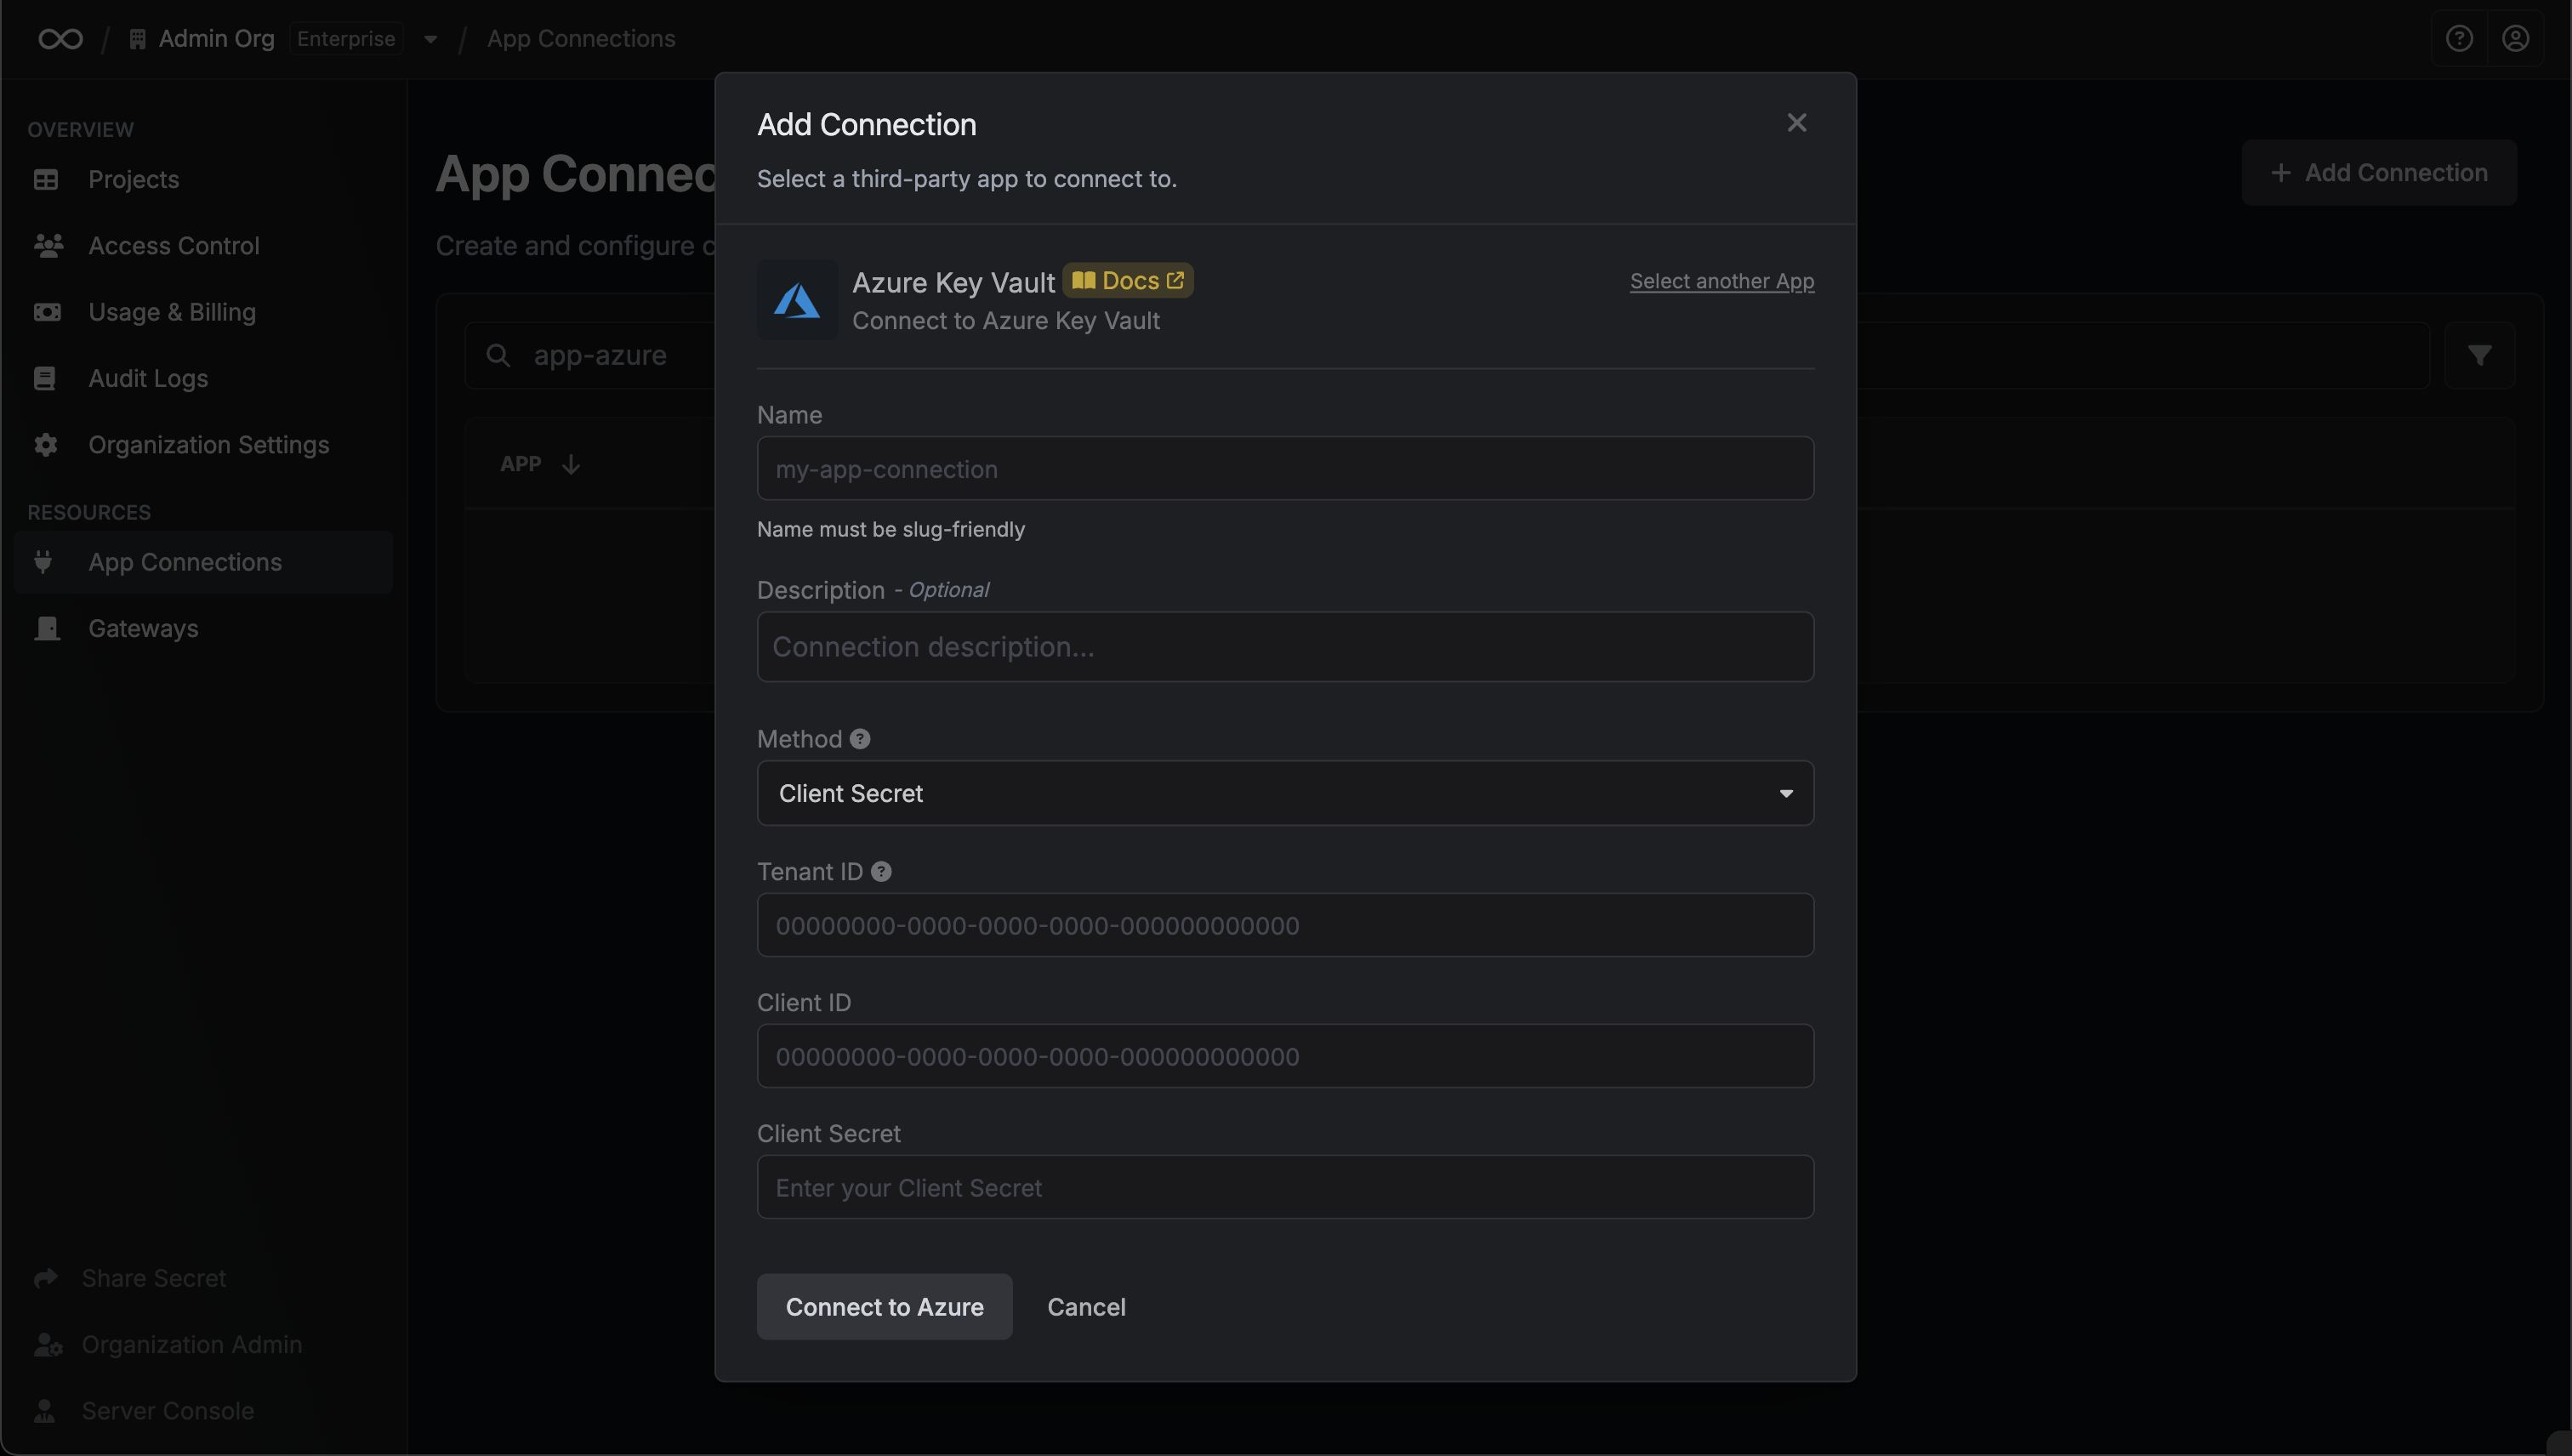 Admin Org Enterprise / App Connections
OVERVIEW
Projects
Access Control
Usage & Billing
Audit Logs
Organization Settings
RESOURCES
App Connections
Gateways
Share Secret
Organization Admin
Server Console
App Connec
Create and configure c
+ Add Connection
app-azure
APP
Add Connection
Select a third-party app to connect to.
Azure Key Vault Docs
Select another App
Connect to Azure Key Vault
Name
my-app-connection
Name must be slug-friendly
Description - Optional
Connection description...
Method
Client Secret
Tenant ID
00000000-0000-0000-0000-000000000000
Client ID
00000000-0000-0000-0000-000000000000
Client Secret
Enter your Client Secret
Connect to Azure
Cancel